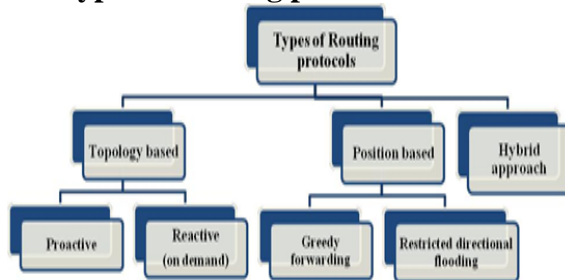 Types of Routing
protocols
Topology based
Position based
Hybrid
approach
Proactive
Reactive
(on demand)
Greedy
forwarding
Restricted directional
flooding